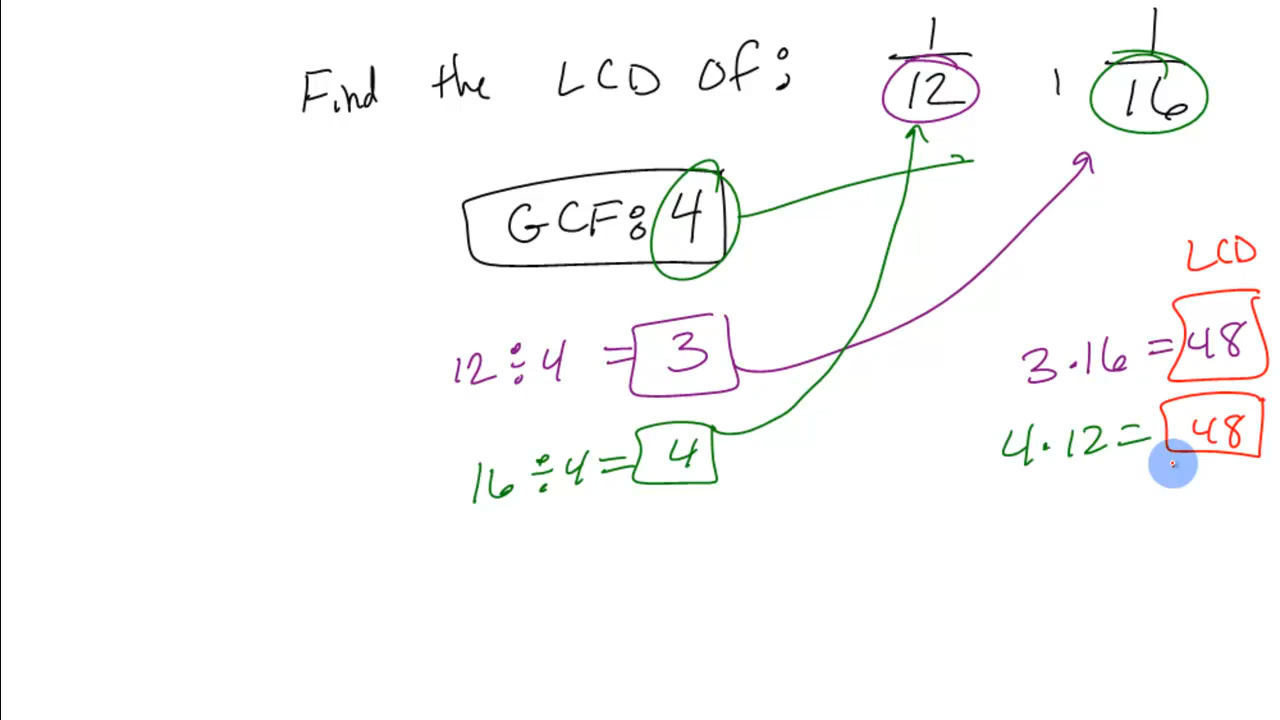 Find the LCD of: 1/12 , 1/16
GCF: 4
LCD
12 ÷ 4 = 3
3 · 16 = 48
16 ÷ 4 = 4
4 · 12 = 48